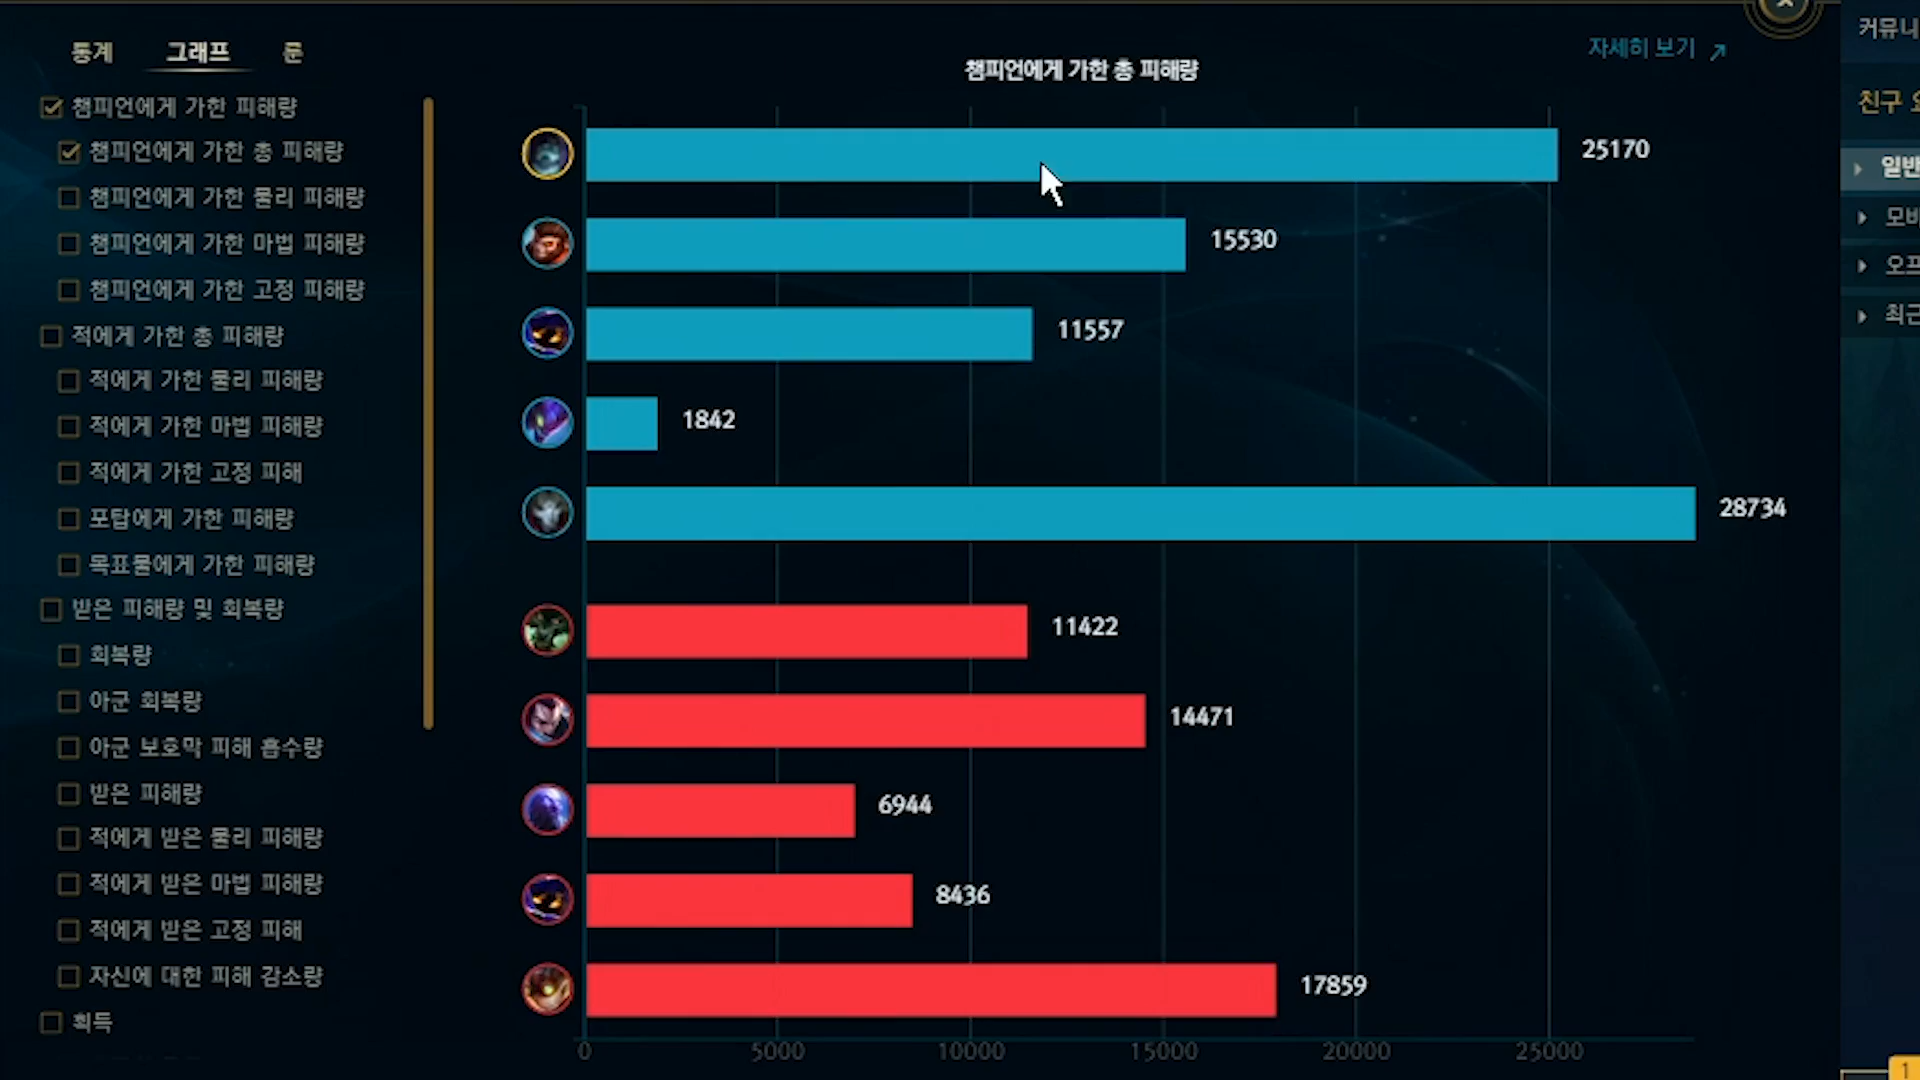 통계 그래프 룬
챔피언에게 가한 피해량
챔피언에게 가한 총 피해량
챔피언에게 가한 물리 피해량
챔피언에게 가한 마법 피해량
챔피언에게 가한 고정 피해량
적에게 가한 총 피해량
적에게 가한 물리 피해량
적에게 가한 마법 피해량
적에게 가한 고정 피해
포탑에게 가한 피해량
목표물에게 가한 피해량
받은 피해량 및 회복량
회복량
아군 회복량
아군 보호막 피해 흡수량
받은 피해량
적에게 받은 물리 피해량
적에게 받은 마법 피해량
적에게 받은 고정 피해
자신에 대한 피해 감소량
획득
챔피언에게 가한 총 피해량
자세히 보기
25170
15530
11557
1842
28734
11422
14471
6944
8436
17859
0 5000 10000 15000 20000 25000
커뮤니
친구
일반
모바
오프
최근
1